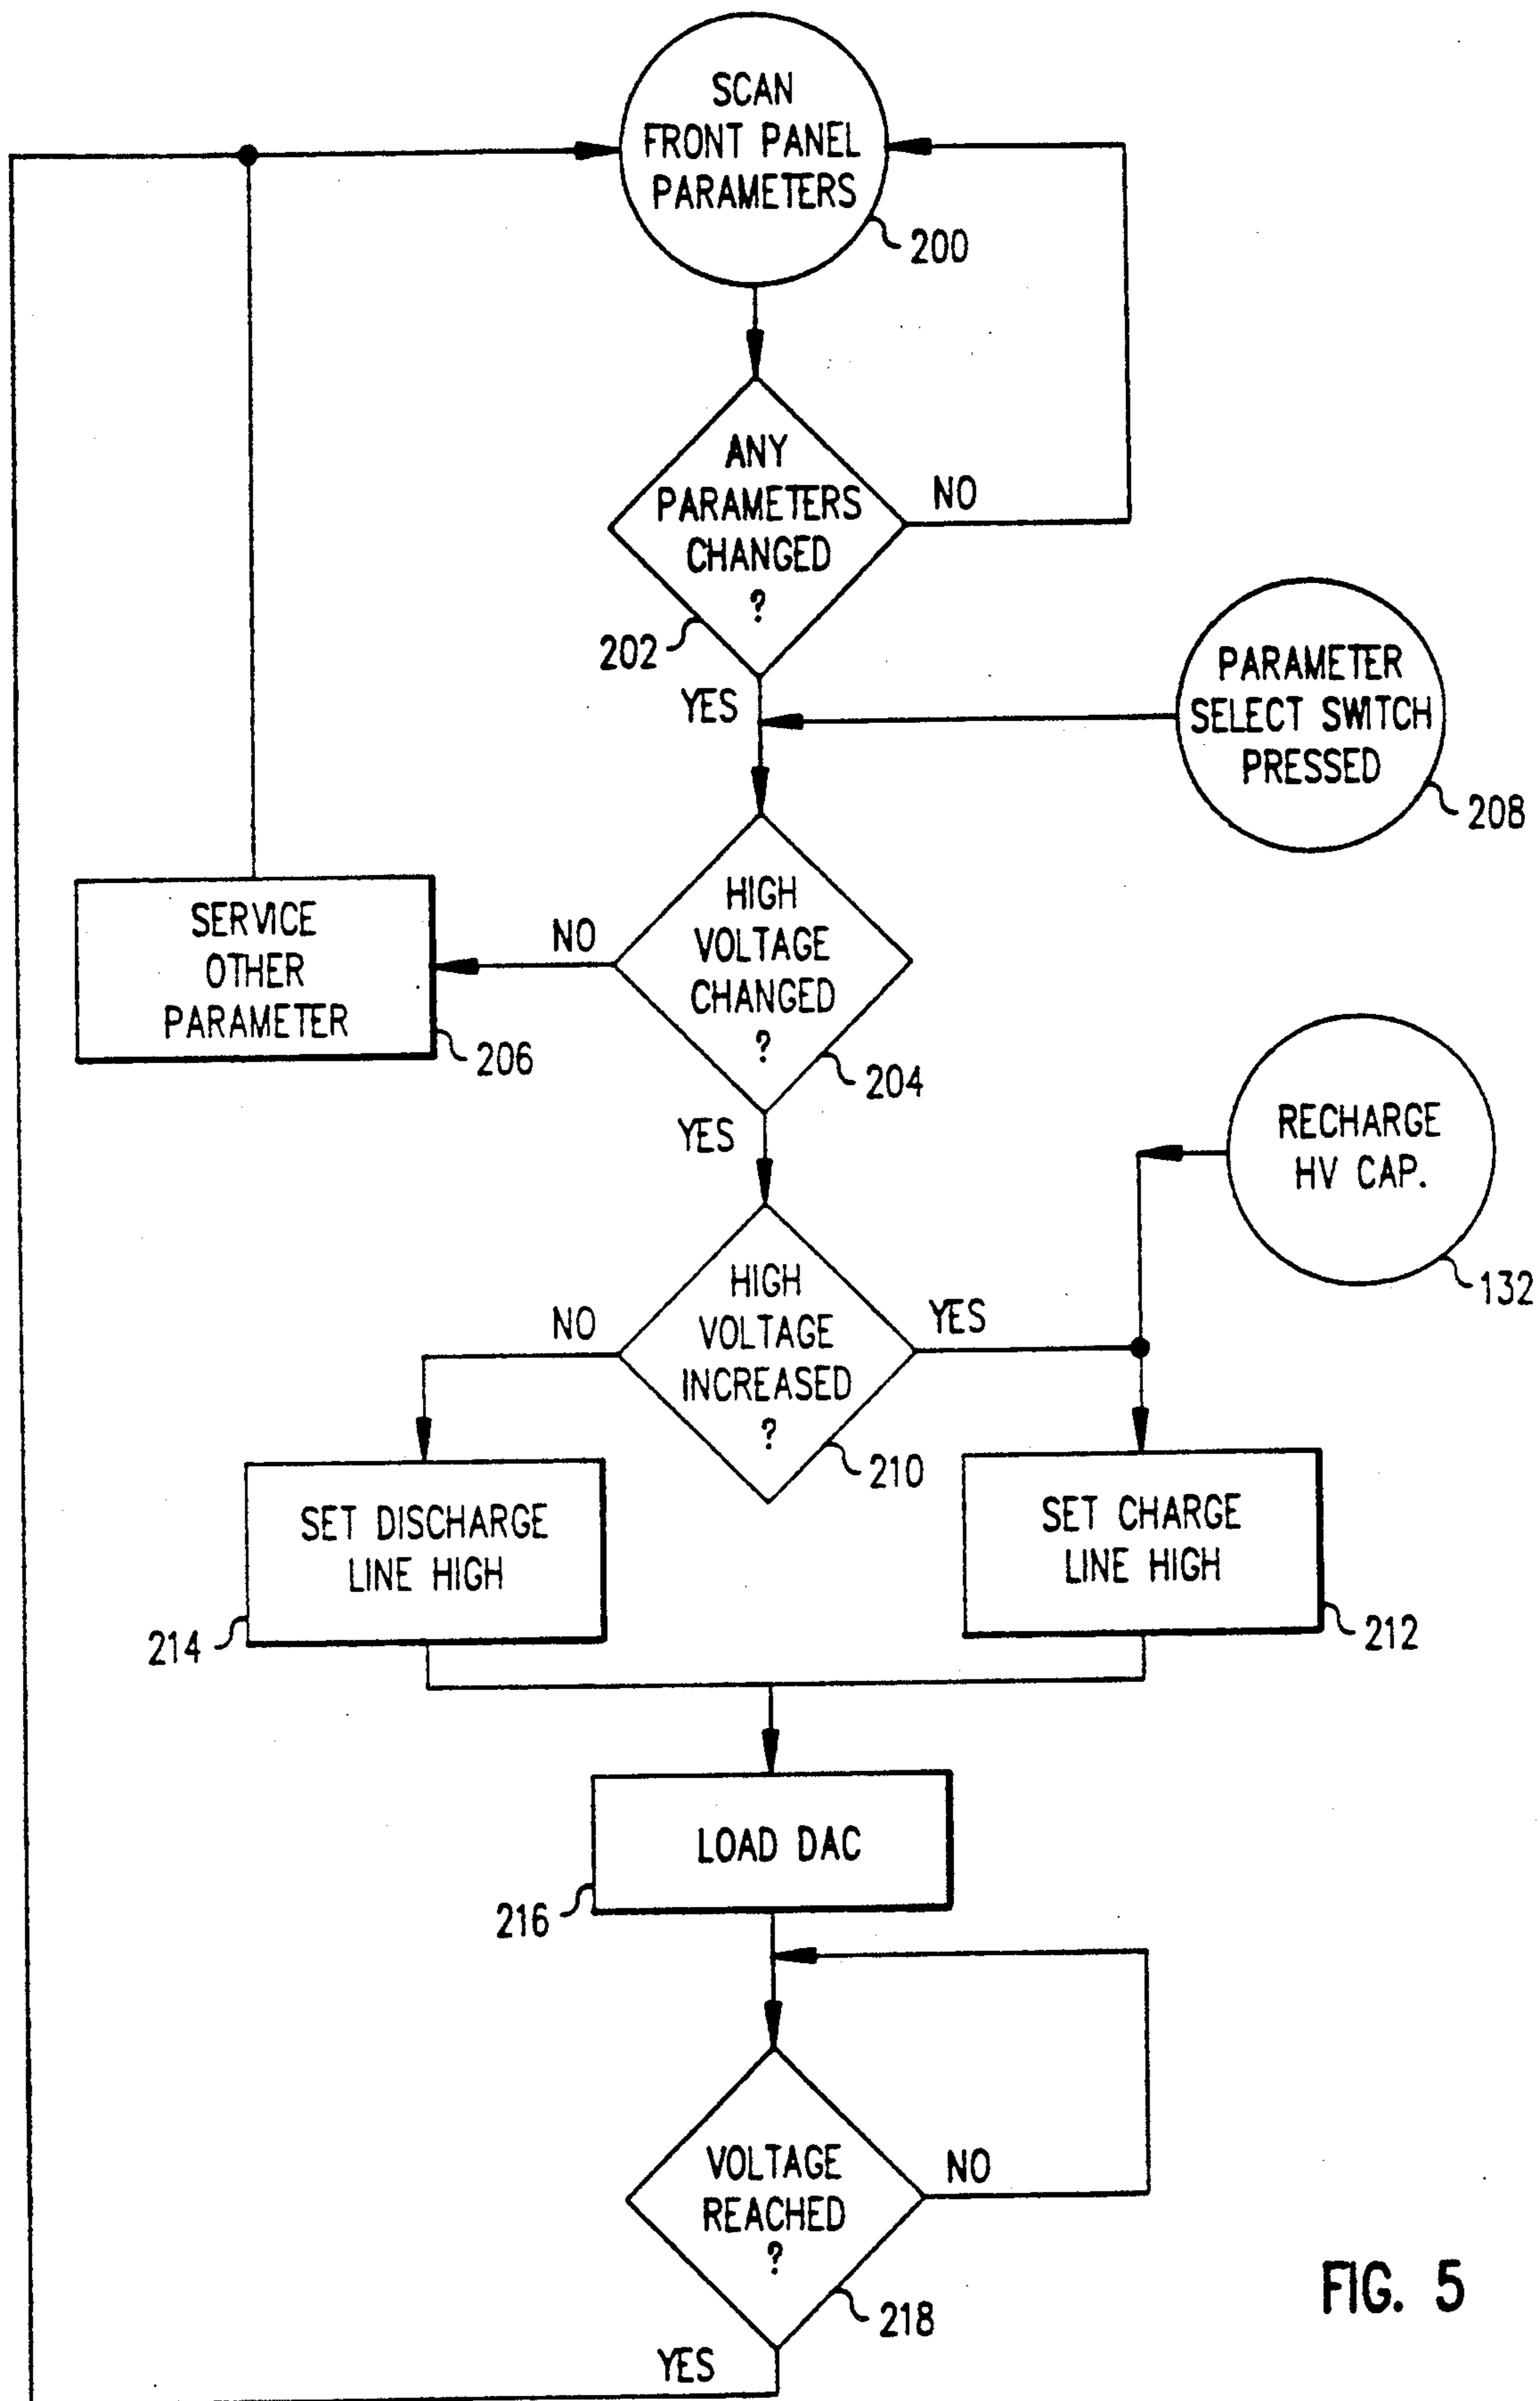 SCAN
FRONT PANEL
PARAMETERS
200
ANY
PARAMETERS
CHANGED
?
NO
202
YES
PARAMETER
SELECT SWITCH
PRESSED
208
HIGH
VOLTAGE
CHANGED
?
NO
SERVICE
OTHER
PARAMETER
206
204
YES
RECHARGE
HV CAP.
132
HIGH
VOLTAGE
INCREASED
?
NO
YES
210
SET DISCHARGE
LINE HIGH
214
SET CHARGE
LINE HIGH
212
LOAD DAC
216
VOLTAGE
REACHED
?
NO
218
YES
FIG. 5